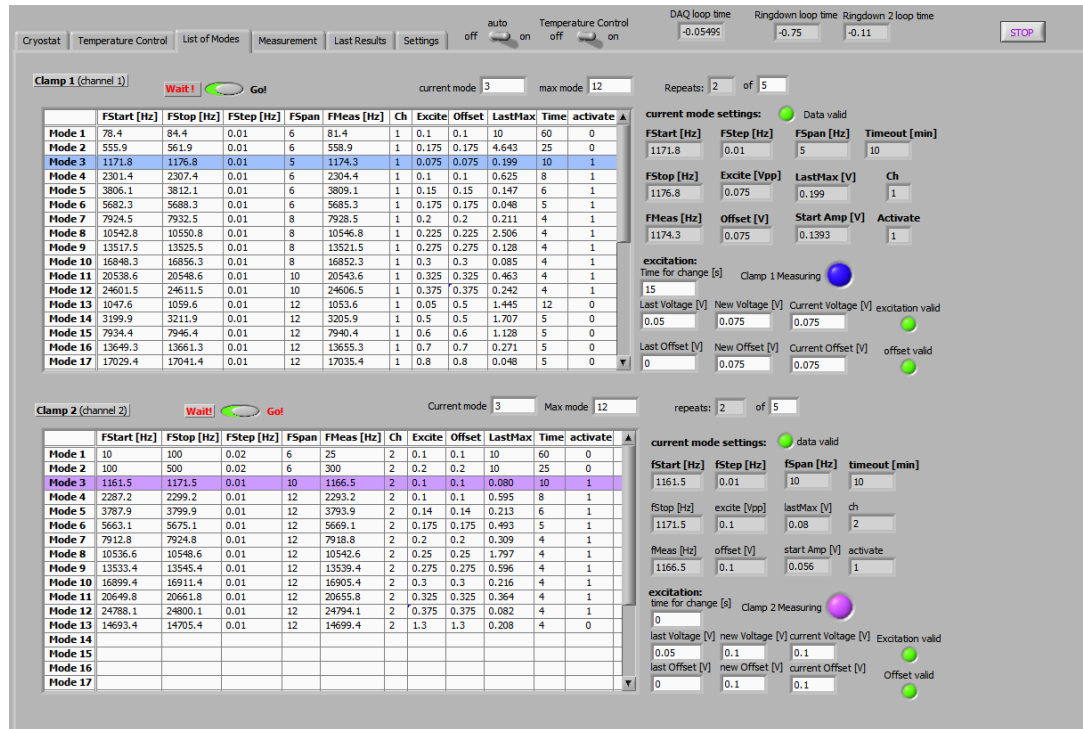 auto Temperature Control DAQ loop time Ringdown loop time Ringdown 2 loop time
off on off on -0.05499 -0.75 -0.11 STOP
Cryostat Temperature Control List of Modes Measurement Last Results Settings
Clamp 1 (channel 1) Wait ! Go! current mode 3 max mode 12 Repeats: 2 of 5
FStart [Hz] FStop [Hz] FStep [Hz] FSpan FMeas [Hz] Ch Excite Offset LastMax Time activate
Mode 1 78.4 84.4 0.01 6 81.4 1 0.1 0.1 10 60 0
Mode 2 555.9 561.9 0.01 6 558.9 1 0.175 0.175 4.643 25 0
Mode 3 1171.8 1176.8 0.01 5 1174.3 1 0.075 0.075 0.199 10 1
Mode 4 2301.4 2307.4 0.01 6 2304.4 1 0.1 0.1 0.625 8 1
Mode 5 3806.1 3812.1 0.01 6 3809.1 1 0.15 0.15 0.147 6 1
Mode 6 5682.3 5688.3 0.01 6 5685.3 1 0.175 0.175 0.048 5 1
Mode 7 7924.5 7932.5 0.01 8 7928.5 1 0.2 0.2 0.211 4 1
Mode 8 10542.8 10550.8 0.01 8 10546.8 1 0.225 0.225 2.506 4 1
Mode 9 13517.5 13525.5 0.01 8 13521.5 1 0.275 0.275 0.128 4 1
Mode 10 16848.3 16856.3 0.01 8 16852.3 1 0.3 0.3 0.085 4 1
Mode 11 20538.6 20548.6 0.01 10 20543.6 1 0.325 0.325 0.463 4 1
Mode 12 24601.5 24611.5 0.01 10 24606.5 1 0.375 0.375 0.242 4 1
Mode 13 1047.6 1059.6 0.01 12 1053.6 1 0.05 0.5 1.445 12 0
Mode 14 3199.9 3211.9 0.01 12 3205.9 1 0.5 0.5 1.707 5 0
Mode 15 7934.4 7946.4 0.01 12 7940.4 1 0.6 0.6 1.128 5 0
Mode 16 13649.3 13661.3 0.01 12 13655.3 1 0.7 0.7 0.271 5 0
Mode 17 17029.4 17041.4 0.01 12 17035.4 1 0.8 0.8 0.048 5 0
current mode settings: Data valid
FStart [Hz] FStep [Hz] FSpan [Hz] Timeout [min]
1171.8 0.01 5 10
FStop [Hz] Excite [Vpp] LastMax [V] Ch
1176.8 0.075 0.199 1
FMeas [Hz] Offset [V] Start Amp [V] Activate
1174.3 0.075 0.1393 1
excitation:
Time for change [s] Clamp 1 Measuring
15
Last Voltage [V] New Voltage [V] Current Voltage [V] excitation valid
0.05 0.075 0.075
Last Offset [V] New Offset [V] Current Offset [V] offset valid
0 0.075 0.075
Clamp 2 (channel 2) Wait! Go! Current mode 3 Max mode 12 repeats: 2 of 5
FStart [Hz] FStop [Hz] FStep [Hz] FSpan FMeas [Hz] Ch Excite Offset LastMax Time activate
Mode 1 10 100 0.02 6 25 2 0.1 0.1 10 60 0
Mode 2 100 500 0.02 6 300 2 0.2 0.2 10 25 0
Mode 3 1161.5 1171.5 0.01 10 1166.5 2 0.1 0.1 0.080 10 1
Mode 4 2287.2 2299.2 0.01 12 2293.2 2 0.1 0.1 0.595 8 1
Mode 5 3787.9 3799.9 0.01 12 3793.9 2 0.14 0.14 0.213 6 1
Mode 6 5663.1 5675.1 0.01 12 5669.1 2 0.175 0.175 0.493 5 1
Mode 7 7912.8 7924.8 0.01 12 7918.8 2 0.2 0.2 0.309 4 1
Mode 8 10536.6 10548.6 0.01 12 10542.6 2 0.25 0.25 1.797 4 1
Mode 9 13533.4 13545.4 0.01 12 13539.4 2 0.275 0.275 0.596 4 1
Mode 10 16899.4 16911.4 0.01 12 16905.4 2 0.3 0.3 0.216 4 1
Mode 11 20649.8 20661.8 0.01 12 20655.8 2 0.325 0.325 0.364 4 1
Mode 12 24788.1 24800.1 0.01 12 24794.1 2 0.375 0.375 0.082 4 1
Mode 13 14693.4 14705.4 0.01 12 14699.4 2 1.3 1.3 0.208 4 0
Mode 14
Mode 15
Mode 16
Mode 17
current mode settings: data valid
fStart [Hz] fStep [Hz] fSpan [Hz] timeout [min]
1161.5 0.01 10 10
fStop [Hz] excite [Vpp] lastMax [V] ch
1171.5 0.1 0.08 2
fMeas [Hz] offset [V] start Amp [V] activate
1166.5 0.1 0.056 1
excitation:
time for change [s] Clamp 2 Measuring
0
last Voltage [V] new Voltage [V] current Voltage [V] Excitation valid
0.05 0.1 0.1
last Offset [V] new Offset [V] current Offset [V] Offset valid
0 0.1 0.1